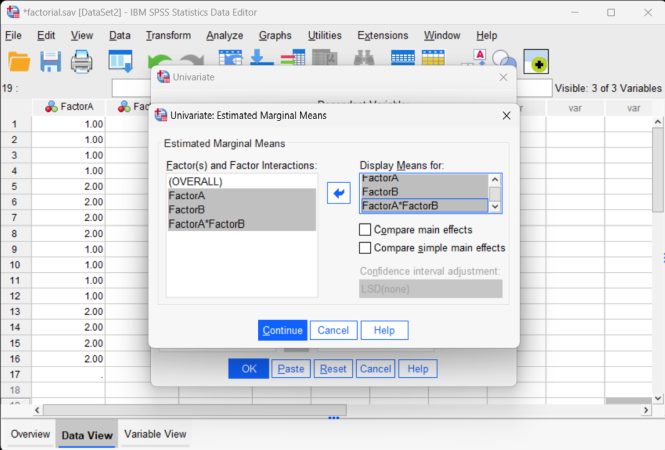 *factorial.sav [DataSet2] - IBM SPSS Statistics Data Editor
File Edit View Data Transform Analyze Graphs Utilities Extensions Window Help
19 :
Visible: 3 of 3 Variables
FactorA
var var
1 1.00
2 1.00
3 1.00
4 1.00
5 2.00
6 2.00
7 2.00
8 2.00
9 1.00
10 1.00
11 1.00
12 1.00
13 2.00
14 2.00
15 2.00
16 2.00
17 .
18
Univariate
Univariate: Estimated Marginal Means
Estimated Marginal Means
Factor(s) and Factor Interactions:
(OVERALL)
FactorA
FactorB
FactorA*FactorB
Display Means for:
FactorA
FactorB
FactorA*FactorB
Compare main effects
Compare simple main effects
Confidence interval adjustment:
LSD(none)
Continue Cancel Help
OK Paste Reset Cancel Help
Overview Data View Variable View